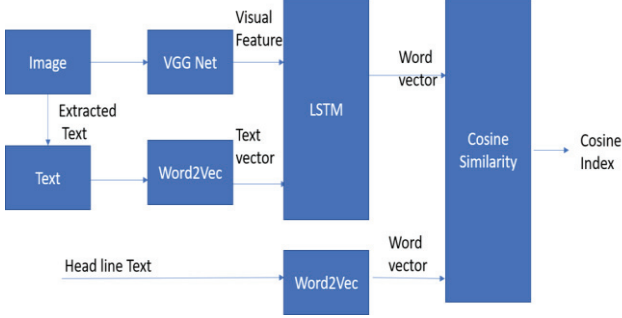 Visual
Feature
Image
VGG Net
Word
vector
LSTM
Extracted
Text
Text
vector
Cosine
Similarity
Cosine
Index
Text
Word2Vec
Head line Text
Word
vector
Word2Vec